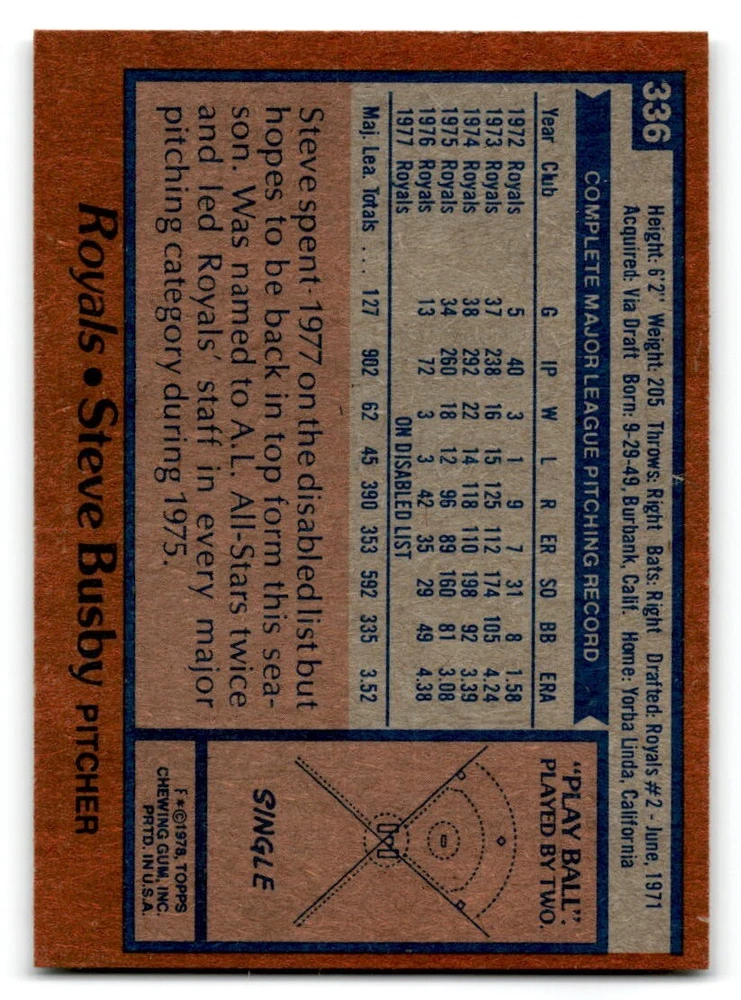 336
Height: 6'2" Weight: 205 Throws: Right Bats: Right Drafted: Royals #2 - June, 1971
Acquired: Via Draft Born: 9-29-49, Burbank, Calif. Home: Yorba Linda, California
COMPLETE MAJOR LEAGUE PITCHING RECORD
Year Club G IP W L R ER SO BB ERA
1972 Royals 5 40 3 1 9 7 31 8 1.58
1973 Royals 37 238 16 15 125 112 174 105 4.24
1974 Royals 38 292 22 14 118 110 198 92 3.39
1975 Royals 34 260 18 12 96 89 160 81 3.08
1976 Royals 13 72 3 3 42 35 29 49 4.38
1977 Royals ON DISABLED LIST
Maj. Lea. Totals .... 127 902 62 45 390 353 592 335 3.52
Steve spent 1977 on the disabled list but
hopes to be back in top form this sea-
son. Was named to A.L. All-Stars twice
and led Royals' staff in every major
pitching category during 1975.
"PLAY BALL":
PLAYED BY TWO.
SINGLE
F*©1978, TOPPS
CHEWING GUM, INC.
PRTD. IN U.S.A.
Royals • Steve Busby PITCHER